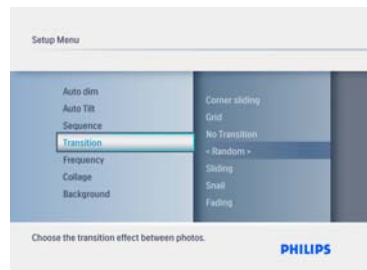 Setup Menu
Auto dim
Auto Tilt
Sequence
Transition
Frequency
Collage
Background
Corner sliding
Grid
No Transition
< Random >
Sliding
Snail
Fading
Choose the transition effect between photos.
PHILIPS